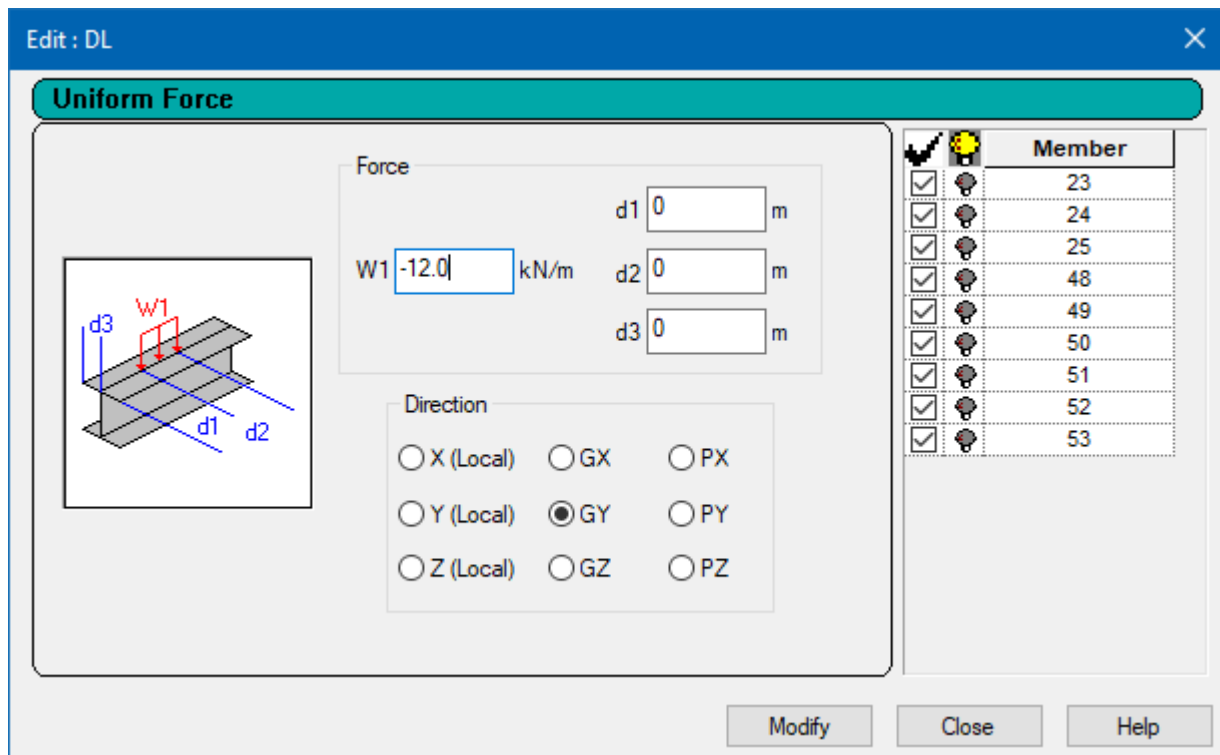 Edit : DL
Uniform Force
Force
d1 0 m
W1 -12.0 kN/m d2 0 m
d3 0 m
W1
d3
d1 d2
Direction
X (Local) GX PX
Y (Local) GY PY
Z (Local) GZ PZ
Member
23
24
25
48
49
50
51
52
53
Modify Close Help